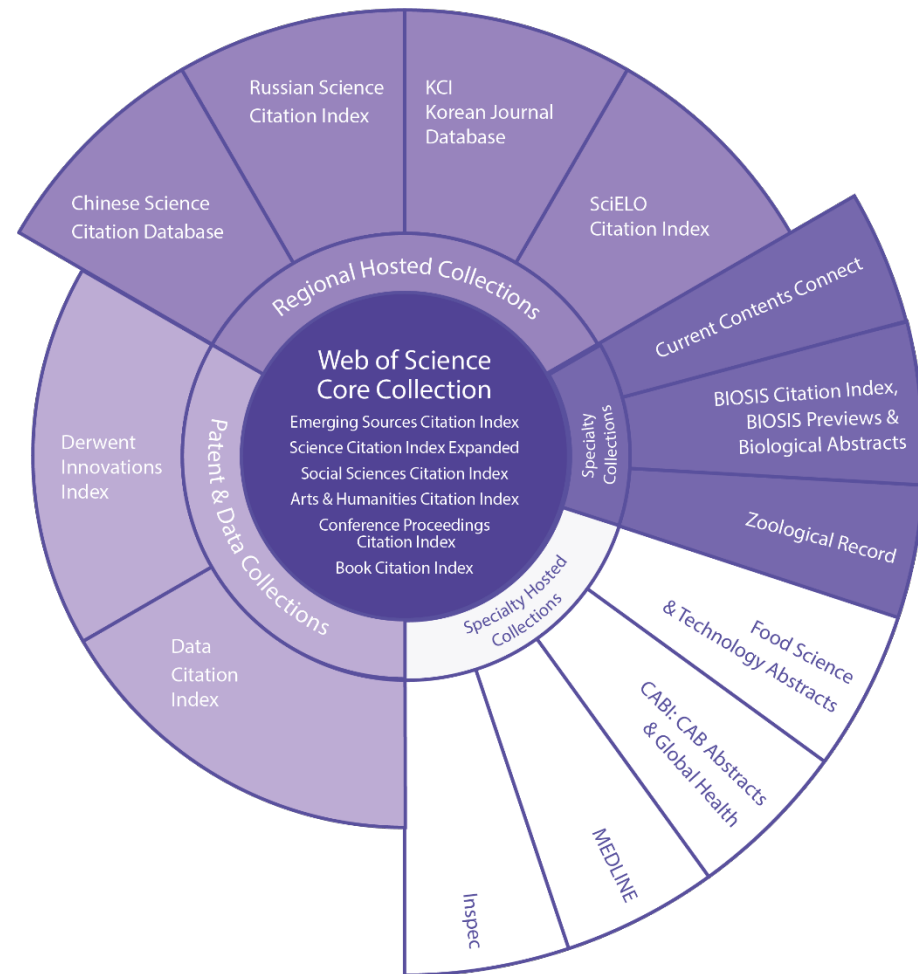 Web of Science
Core Collection
Emerging Sources Citation Index
Science Citation Index Expanded
Social Sciences Citation Index
Arts & Humanities Citation Index
Conference Proceedings
Citation Index
Book Citation Index
Regional Hosted Collections
Chinese Science
Citation Database
Russian Science
Citation Index
KCI
Korean Journal
Database
SciELO
Citation Index
Specialty
Collections
Current Contents Connect
BIOSIS Citation Index,
BIOSIS Previews &
Biological Abstracts
Zoological Record
Specialty Hosted
Collections
Food Science
& Technology Abstracts
CABI: CAB Abstracts
& Global Health
MEDLINE
Inspec
Patent & Data Collections
Data
Citation
Index
Derwent
Innovations
Index